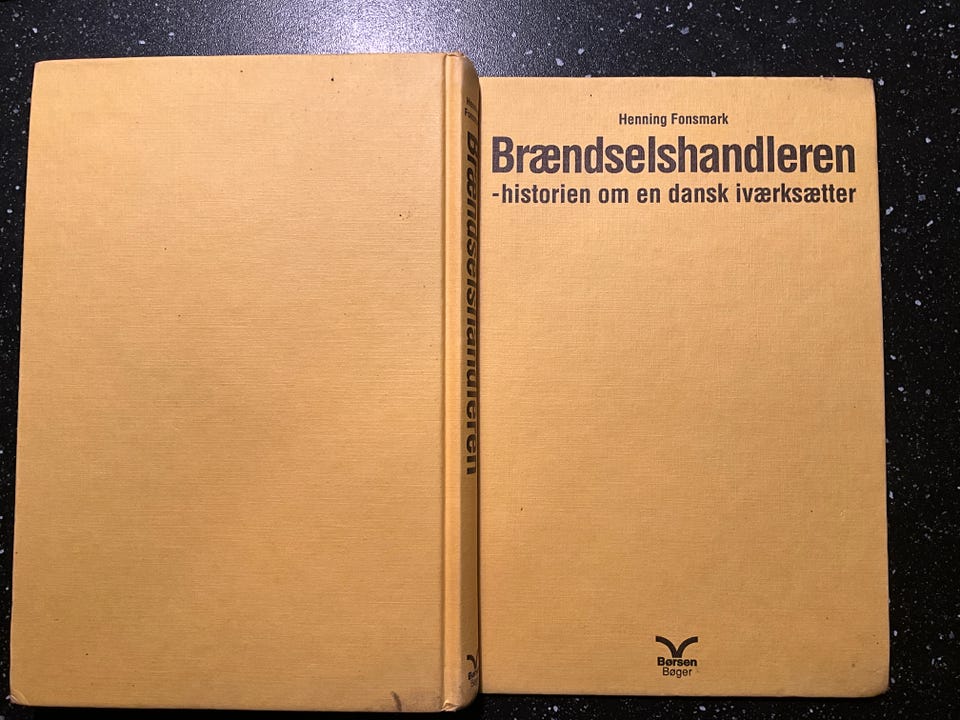 Brændselshandleren
Henning Fonsmark
Brændselshandleren
-historien om en dansk iværksætter
Børsen
Bøger